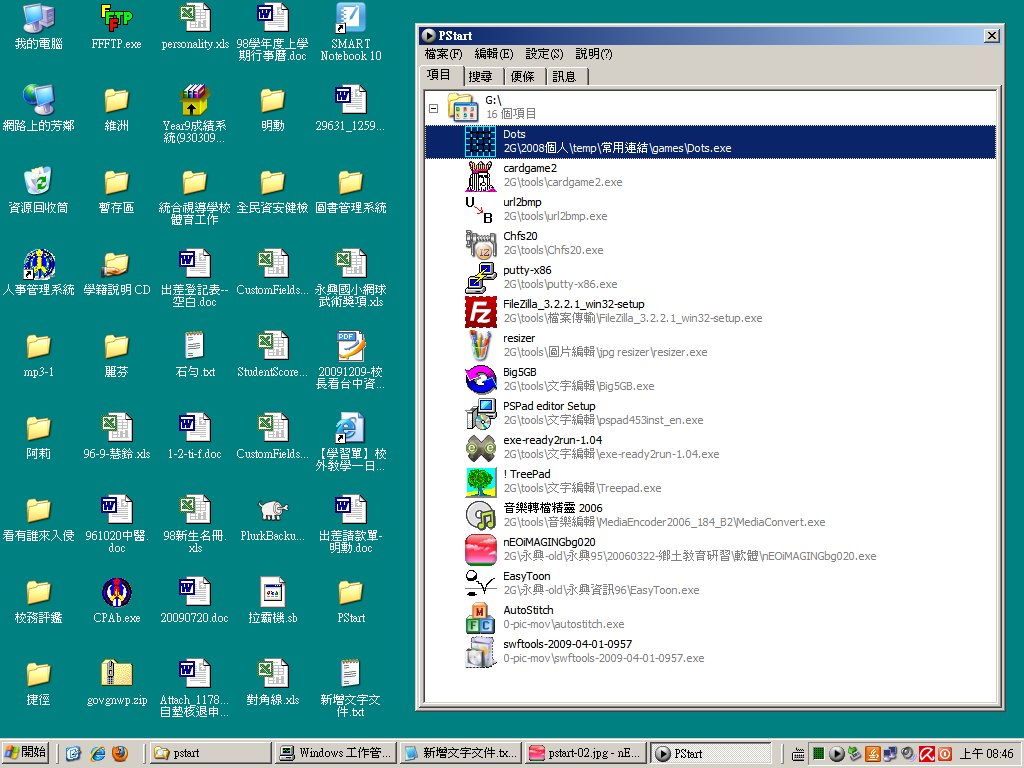 我的電腦
FFFTP.exe
personality.xls
98學年度上學
期行事曆.doc
SMART
Notebook 10
網路上的芳鄰
維洲
Year9成績系
統(930309...
明勳
29631_1259...
資源回收筒
暫存區
統合視導學校
體育工作
全民資安健檢
圖書管理系統
人事管理系統
學籍說明 CD
出差登記表--
空白.doc
CustomFields...
永興國小網球
武術獎項.xls
mp3-1
麗芬
石勻.txt
StudentScore...
20091209-校
長看台中資...
阿莉
96-9-慧鈴.xls
1-2-ti-f.doc
CustomFields...
【學習單】校
外教學一日...
看有誰來入侵
961020中醫.
doc
98新生名冊.
xls
PlurkBacku...
出差請款單-
明勳.doc
校務評鑑
CPAb.exe
20090720.doc
拉霸機.sb
PStart
捷徑
govgnwp.zip
Attach_1178...
自墊核退申...
對角線.xls
新增文字文
件.txt
PStart
檔案(F) 編輯(E) 設定(S) 說明(?)
項目 搜尋 便條 訊息
G:\
16 個項目
Dots
2G\2008個人\temp\常用連結\games\Dots.exe
cardgame2
2G\tools\cardgame2.exe
url2bmp
2G\tools\url2bmp.exe
Chfs20
2G\tools\Chfs20.exe
putty-x86
2G\tools\putty-x86.exe
FileZilla_3.2.2.1_win32-setup
2G\tools\檔案傳輸\FileZilla_3.2.2.1_win32-setup.exe
resizer
2G\tools\圖片編輯\jpg resizer\resizer.exe
Big5GB
2G\tools\文字編輯\Big5GB.exe
PSPad editor Setup
2G\tools\文字編輯\pspad453inst_en.exe
exe-ready2run-1.04
2G\tools\文字編輯\exe-ready2run-1.04.exe
! TreePad
2G\tools\文字編輯\Treepad.exe
音樂轉檔精靈 2006
2G\tools\音樂編輯\MediaEncoder2006_184_B2\MediaConvert.exe
nEOiMAGINGbg020
2G\永興-old\永興95\20060322-鄉土教育研習\軟體\nEOiMAGINGbg020.exe
EasyToon
2G\永興-old\永興資訊96\EasyToon.exe
AutoStitch
0-pic-mov\autostitch.exe
swftools-2009-04-01-0957
0-pic-mov\swftools-2009-04-01-0957.exe
開始
pstart
Windows 工作管...
新增文字文件.tx...
pstart-02.jpg - nE...
PStart
上午 08:46